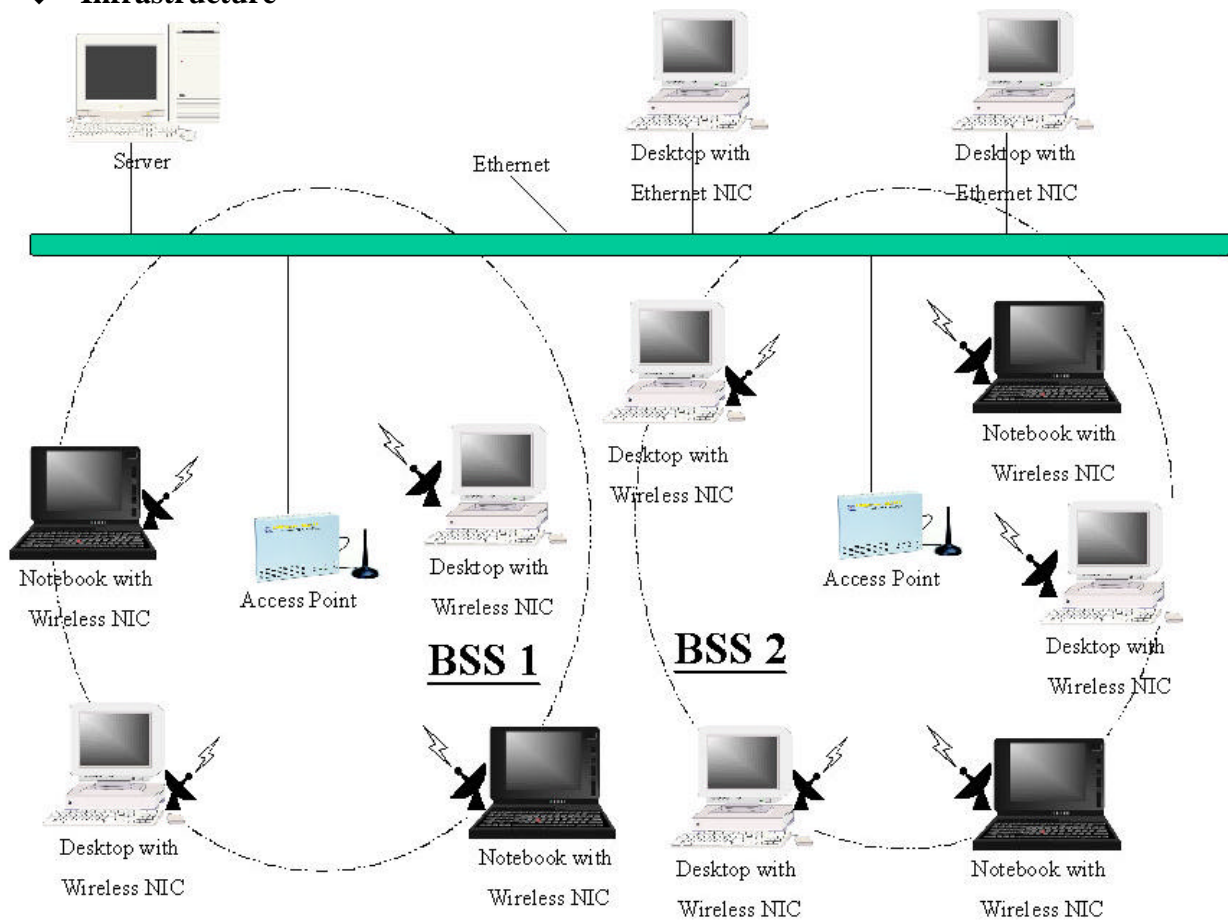 Infrastructure
Server
Ethernet
Desktop with
Ethernet NIC
Desktop with
Ethernet NIC
Notebook with
Wireless NIC
Access Point
Desktop with
Wireless NIC
BSS 1
Desktop with
Wireless NIC
Notebook with
Wireless NIC
Desktop with
Wireless NIC
Notebook with
Wireless NIC
Access Point
Desktop with
Wireless NIC
BSS 2
Desktop with
Wireless NIC
Notebook with
Wireless NIC